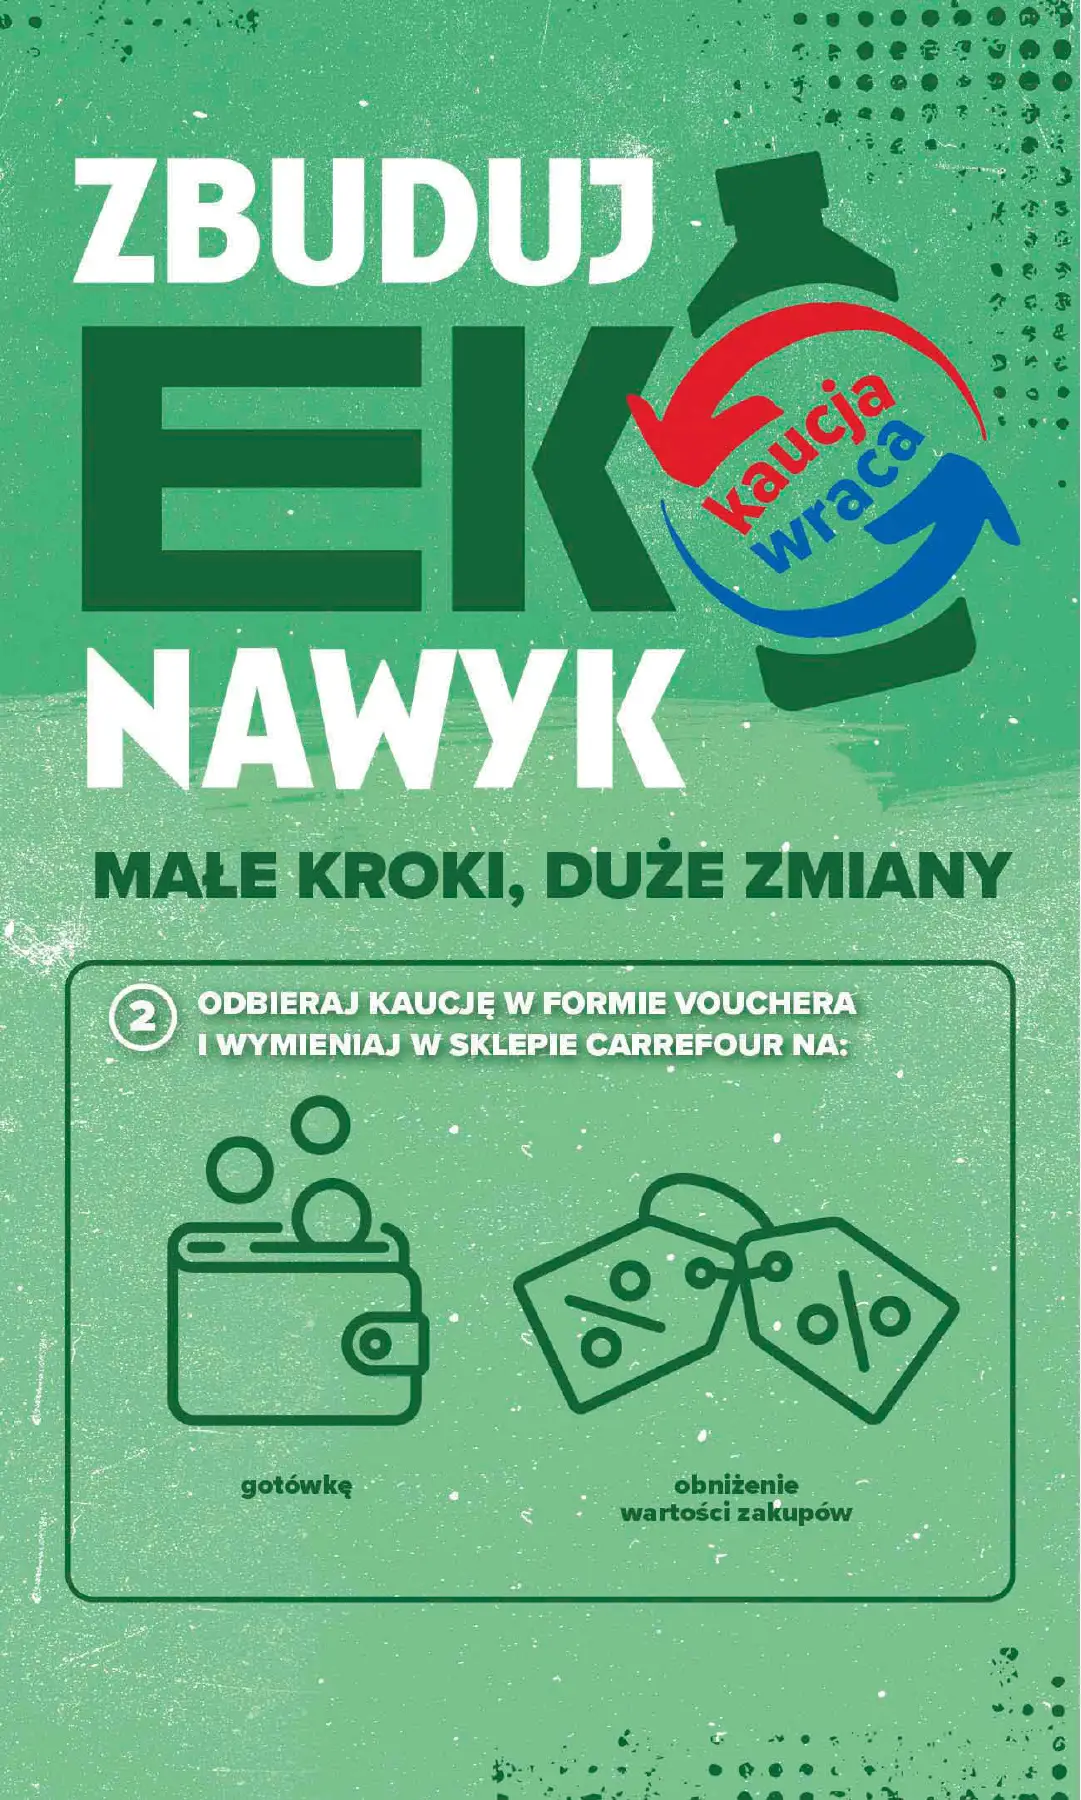 ZBUDUJ
EK
kaucja
wraca
NAWYK
MAŁE KROKI, DUŻE ZMIANY
2 ODBIERAJ KAUCJĘ W FORMIE VOUCHERA
I WYMIENIAJ W SKLEPIE CARREFOUR NA:
gotówkę
obniżenie
wartości zakupów